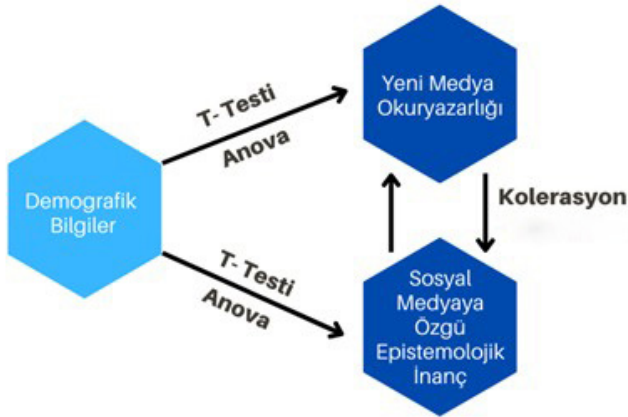 Yeni Medya
Okuryazarlığı
T- Testi
Anova
Demografik
Bilgiler
Kolerasyon
T- Testi
Anova
Sosyal
Medyaya
Özgü
Epistemolojik
İnanç